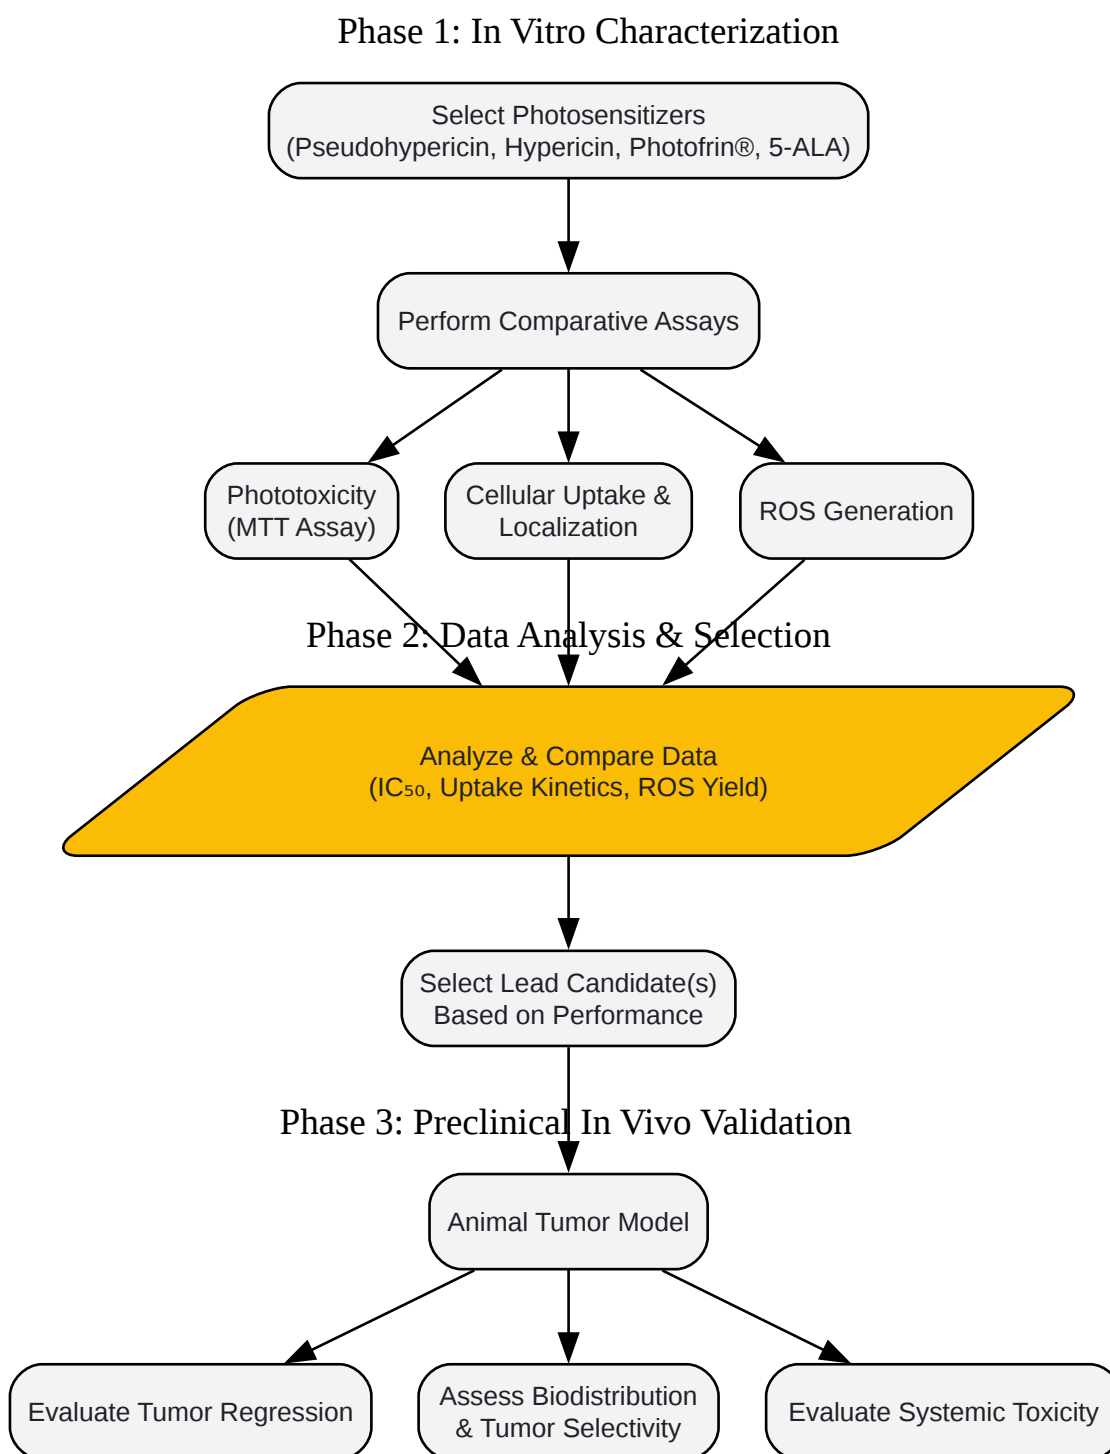 Phase 1: In Vitro Characterization
Select Photosensitizers
(Pseudohypericin, Hypericin, Photofrin®, 5-ALA)
Perform Comparative Assays
Phototoxicity
(MTT Assay)
Cellular Uptake &
Localization
ROS Generation
Phase 2: Data Analysis & Selection
Analyze & Compare Data
(IC₅₀, Uptake Kinetics, ROS Yield)
Select Lead Candidate(s)
Based on Performance
Phase 3: Preclinical In Vivo Validation
Animal Tumor Model
Evaluate Tumor Regression
Assess Biodistribution
& Tumor Selectivity
Evaluate Systemic Toxicity